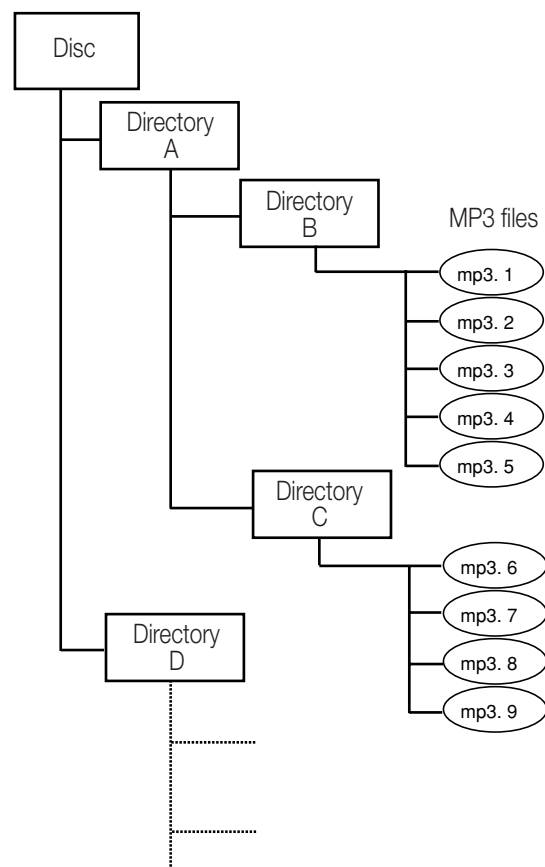 Disc
Directory
A
Directory
B
MP3 files
mp3. 1
mp3. 2
mp3. 3
mp3. 4
mp3. 5
Directory
C
mp3. 6
mp3. 7
mp3. 8
mp3. 9
Directory
D